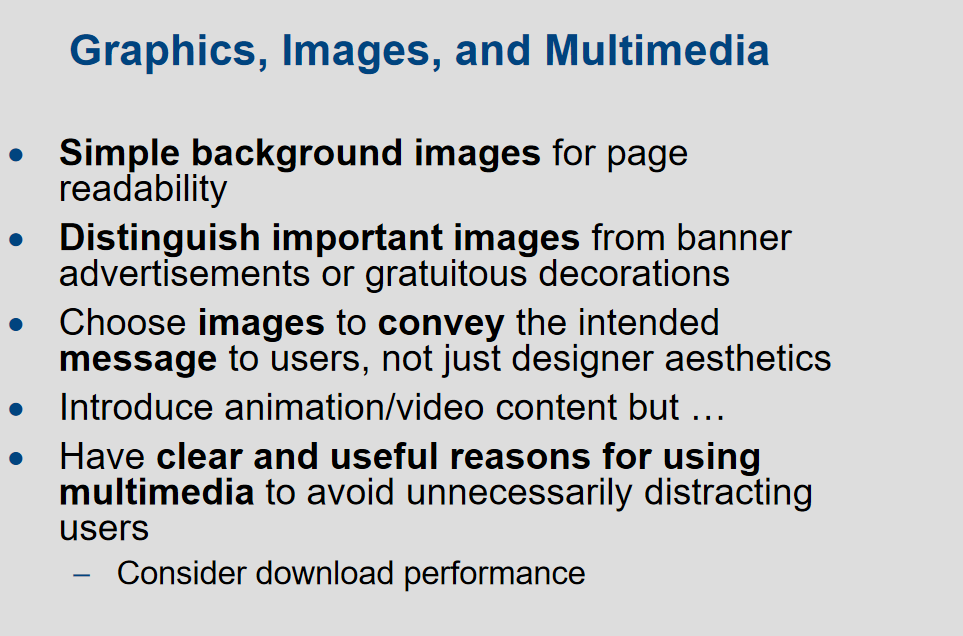 Graphics, Images, and Multimedia
• Simple background images for page
readability
• Distinguish important images from banner
advertisements or gratuitous decorations
• Choose images to convey the intended
message to users, not just designer aesthetics
• Introduce animation/video content but …
• Have clear and useful reasons for using
multimedia to avoid unnecessarily distracting
users
– Consider download performance